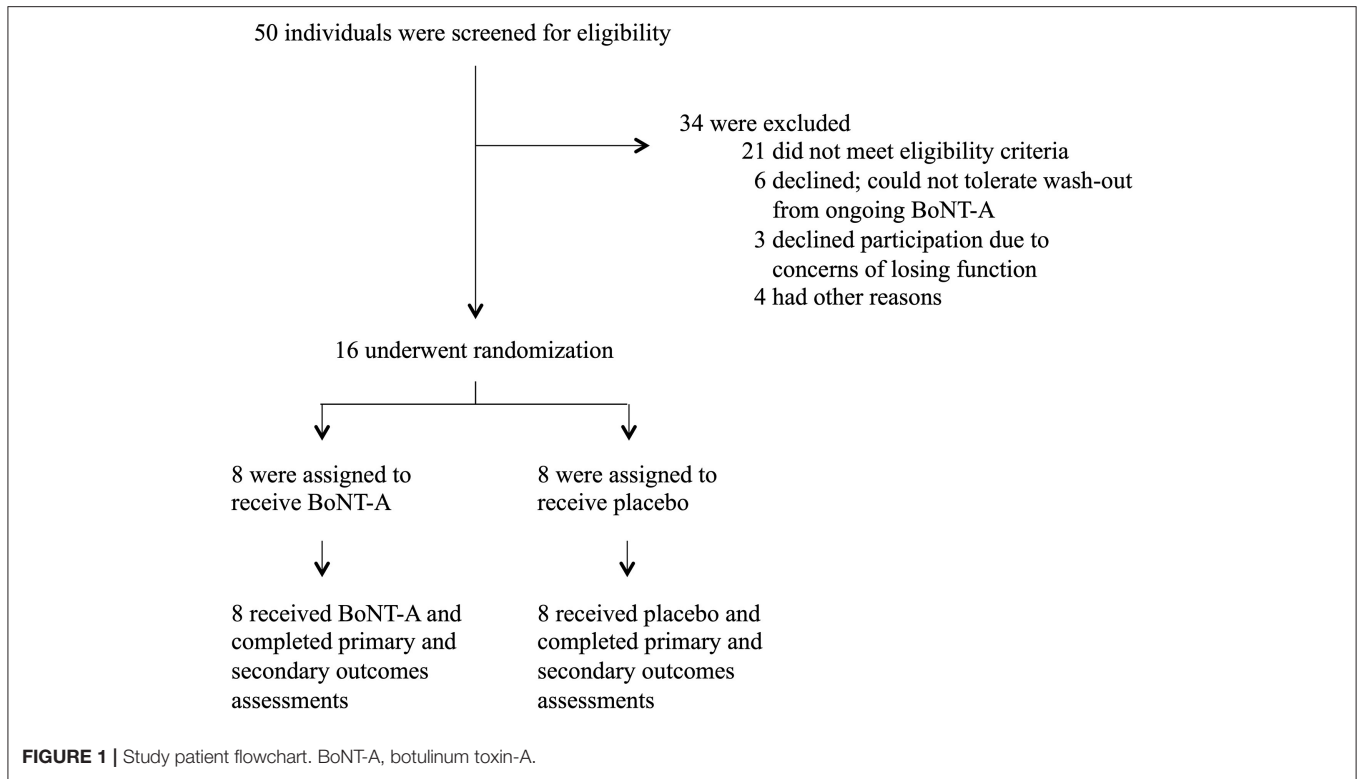 50 individuals were screened for eligibility
34 were excluded
21 did not meet eligibility criteria
6 declined; could not tolerate wash-out
from ongoing BoNT-A
3 declined participation due to
concerns of losing function
4 had other reasons
16 underwent randomization
8 were assigned to
receive BoNT-A
8 were assigned to
receive placebo
8 received BoNT-A and
completed primary and
secondary outcomes
assessments
8 received placebo and
completed primary and
secondary outcomes
assessments
FIGURE 1 | Study patient flowchart. BoNT-A, botulinum toxin-A.